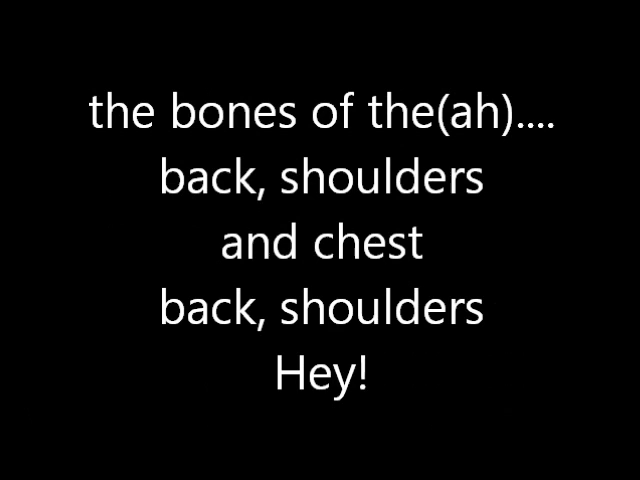 the bones of the(ah)....
back, shoulders
and chest
back, shoulders
Hey!